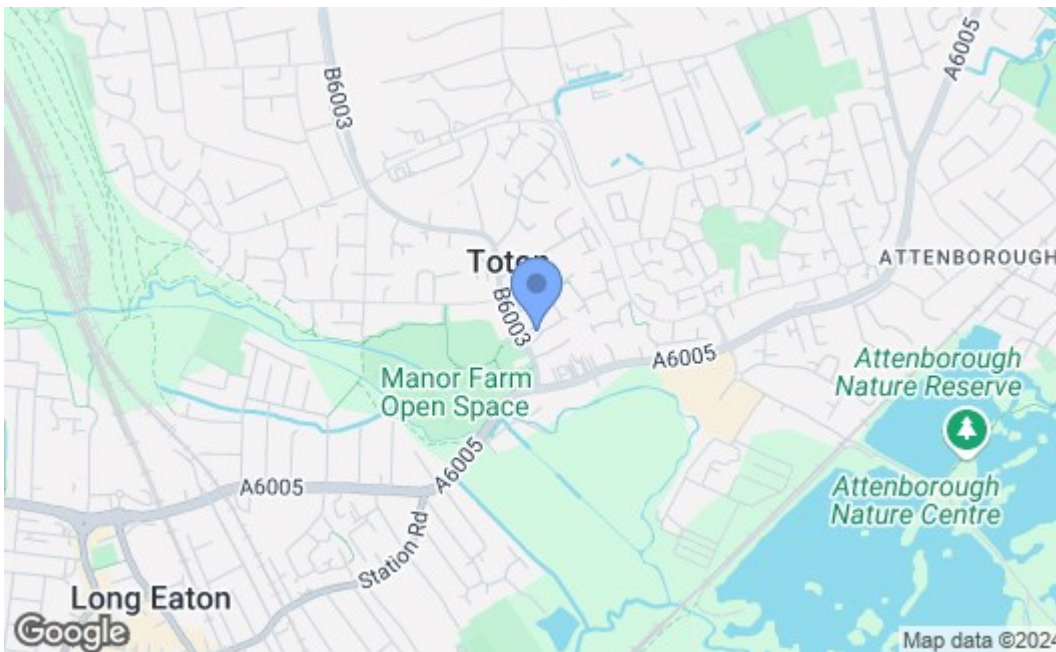 A6005
B6003
Toton
ATTENBOROUGH
B6003
A6005
Attenborough
Nature Reserve
Manor Farm
Open Space
A6005
A6005
Attenborough
Nature Centre
Station Rd
Long Eaton
Google
Map data ©2024